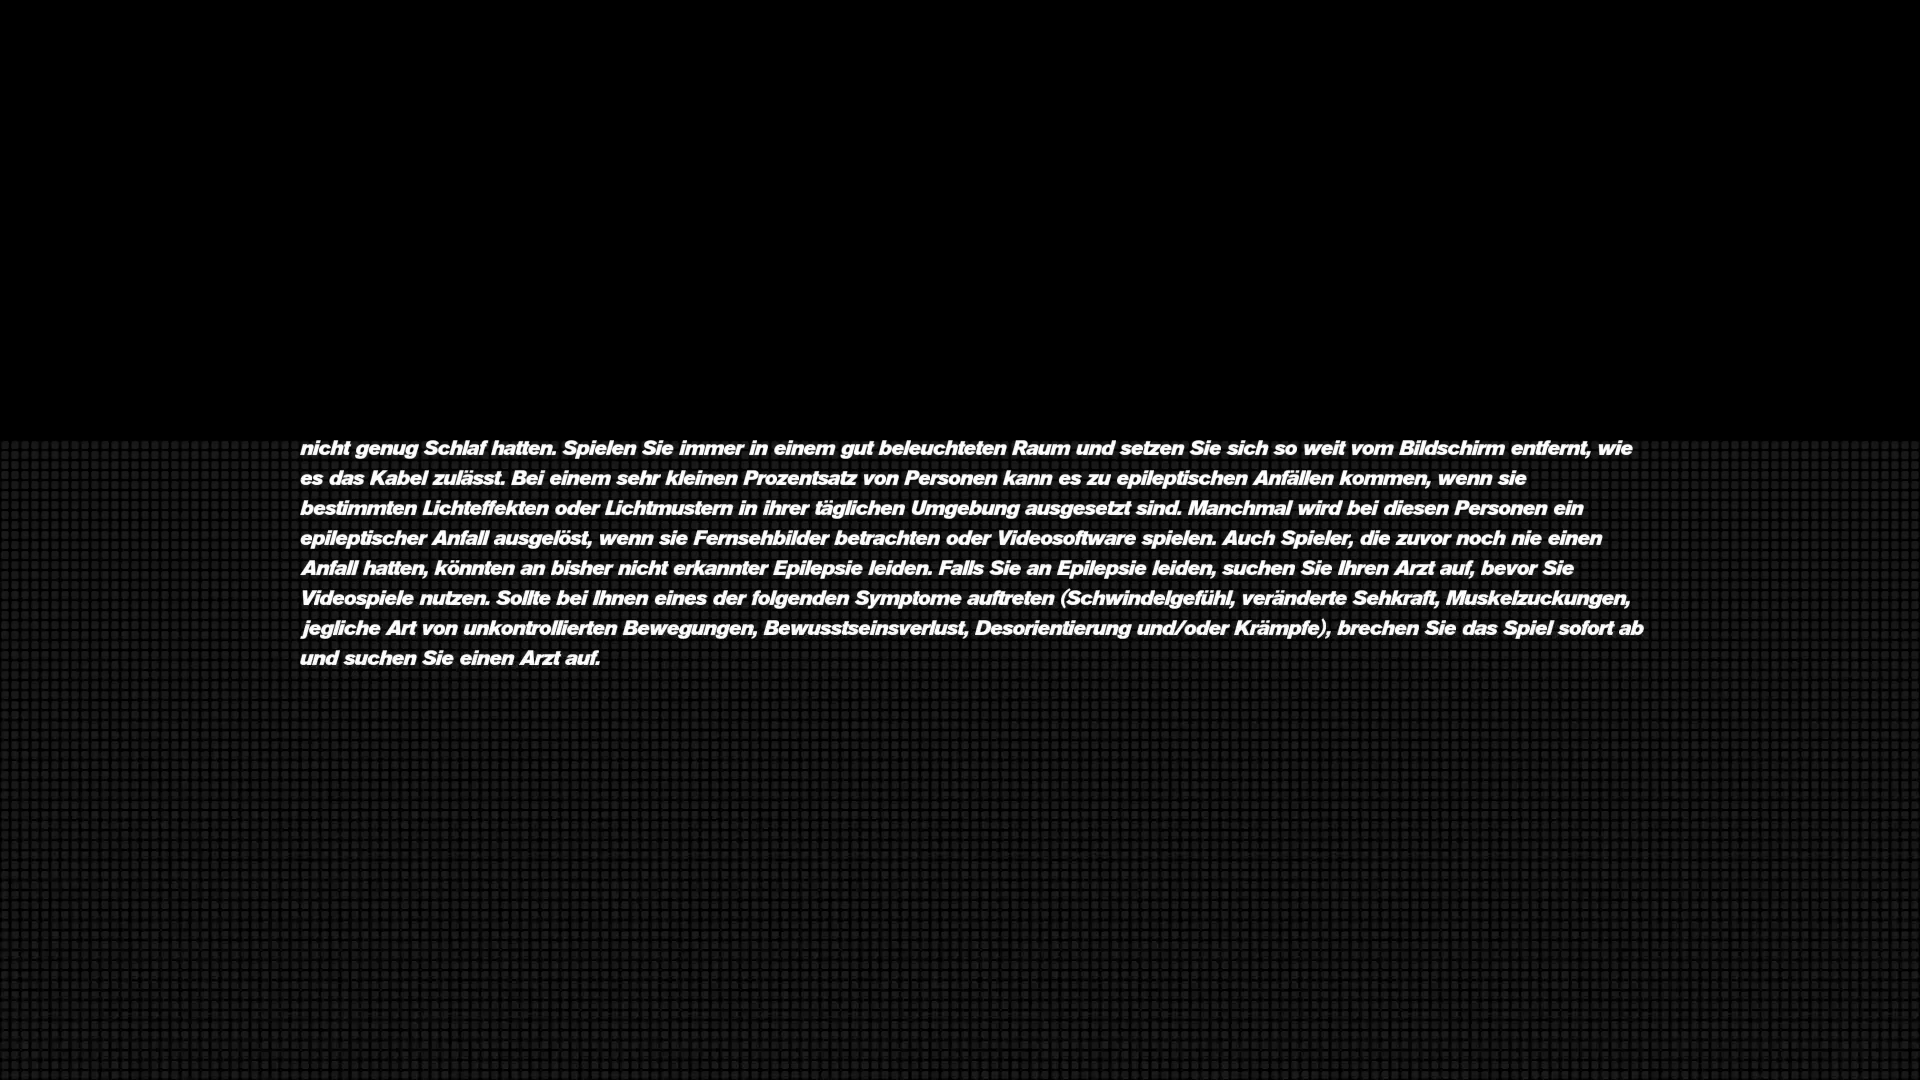 nicht genug Schlaf hatten. Spielen Sie immer in einem gut beleuchteten Raum und setzen Sie sich so weit vom Bildschirm entfernt, wie
es das Kabel zulässt. Bei einem sehr kleinen Prozentsatz von Personen kann es zu epileptischen Anfällen kommen, wenn sie
bestimmten Lichteffekten oder Lichtmustern in ihrer täglichen Umgebung ausgesetzt sind. Manchmal wird bei diesen Personen ein
epileptischer Anfall ausgelöst, wenn sie Fernsehbilder betrachten oder Videosoftware spielen. Auch Spieler, die zuvor noch nie einen
Anfall hatten, könnten an bisher nicht erkannter Epilepsie leiden. Falls Sie an Epilepsie leiden, suchen Sie Ihren Arzt auf, bevor Sie
Videospiele nutzen. Sollte bei Ihnen eines der folgenden Symptome auftreten (Schwindelgefühl, veränderte Sehkraft, Muskelzuckungen,
jegliche Art von unkontrollierten Bewegungen, Bewusstseinsverlust, Desorientierung und/oder Krämpfe), brechen Sie das Spiel sofort ab
und suchen Sie einen Arzt auf.